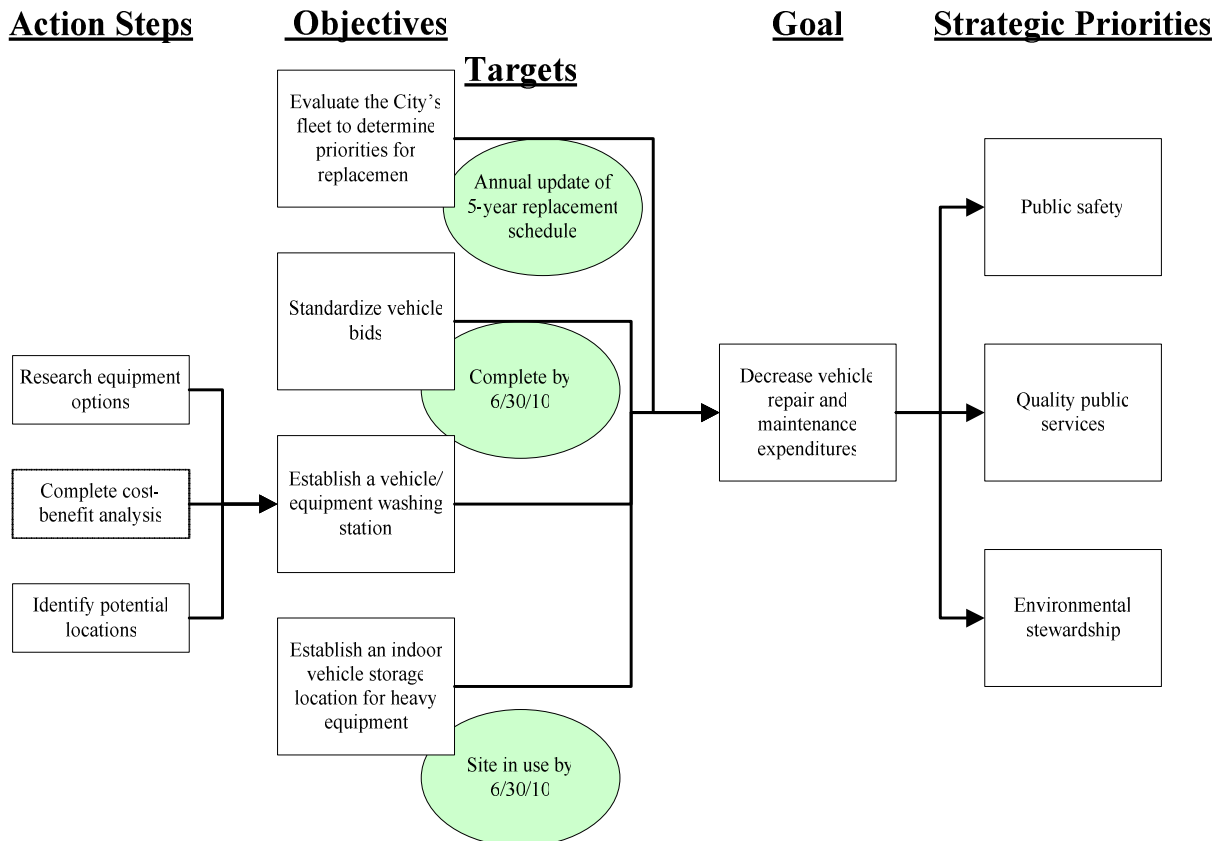 Action Steps
Objectives
Targets
Goal
Strategic Priorities
Evaluate the City's
fleet to determine
priorities for
replacemen
Annual update of
5-year replacement
schedule
Standardize vehicle
bids
Complete by
6/30/10
Research equipment
options
Complete cost-
benefit analysis
Identify potential
locations
Establish a vehicle/
equipment washing
station
Establish an indoor
vehicle storage
location for heavy
equipment
Site in use by
6/30/10
Decrease vehicle
repair and
maintenance
expenditures
Public safety
Quality public
services
Environmental
stewardship